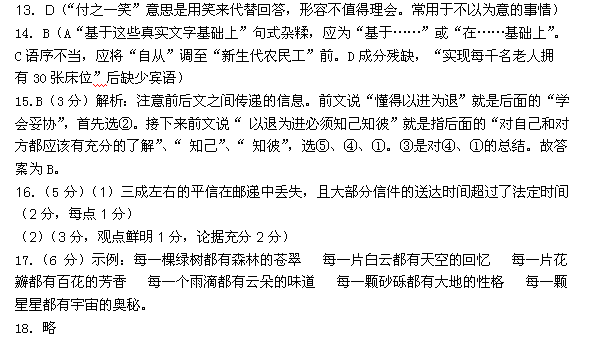 13. D（“付之一笑”意思是用笑来代替回答，形容不值得理会。常用于不以为意的事情）
14. B（A“基于这些真实文字基础上”句式杂糅，应为“基于……”或“在……基础上”。
C语序不当，应将“自从”调至“新生代农民工”前。D成分残缺，“实现每千名老人拥
有30张床位”后缺少宾语）
15.B（3分）解析：注意前后文之间传递的信息。前文说“懂得以进为退”就是后面的“学
会妥协”，首先选②。接下来前文说“ 以退为进必须知己知彼”就是指后面的“对自己和对
方都应该有充分的了解”、“ 知己”、“ 知彼”，选⑤、④、①。③是对④、①的总结。故答
案为B。
16.（5分）（1）三成左右的平信在邮递中丢失，且大部分信件的送达时间超过了法定时间
（2分，每点1分）
（2）（3分，观点鲜明1分，论据充分2分）
17.（6 分）示例：每一棵绿树都有森林的苍翠 每一片白云都有天空的回忆 每一片花
瓣都有百花的芳香 每一个雨滴都有云朵的味道 每一颗砂砾都有大地的性格 每一颗
星星都有宇宙的奥秘。
18. 略